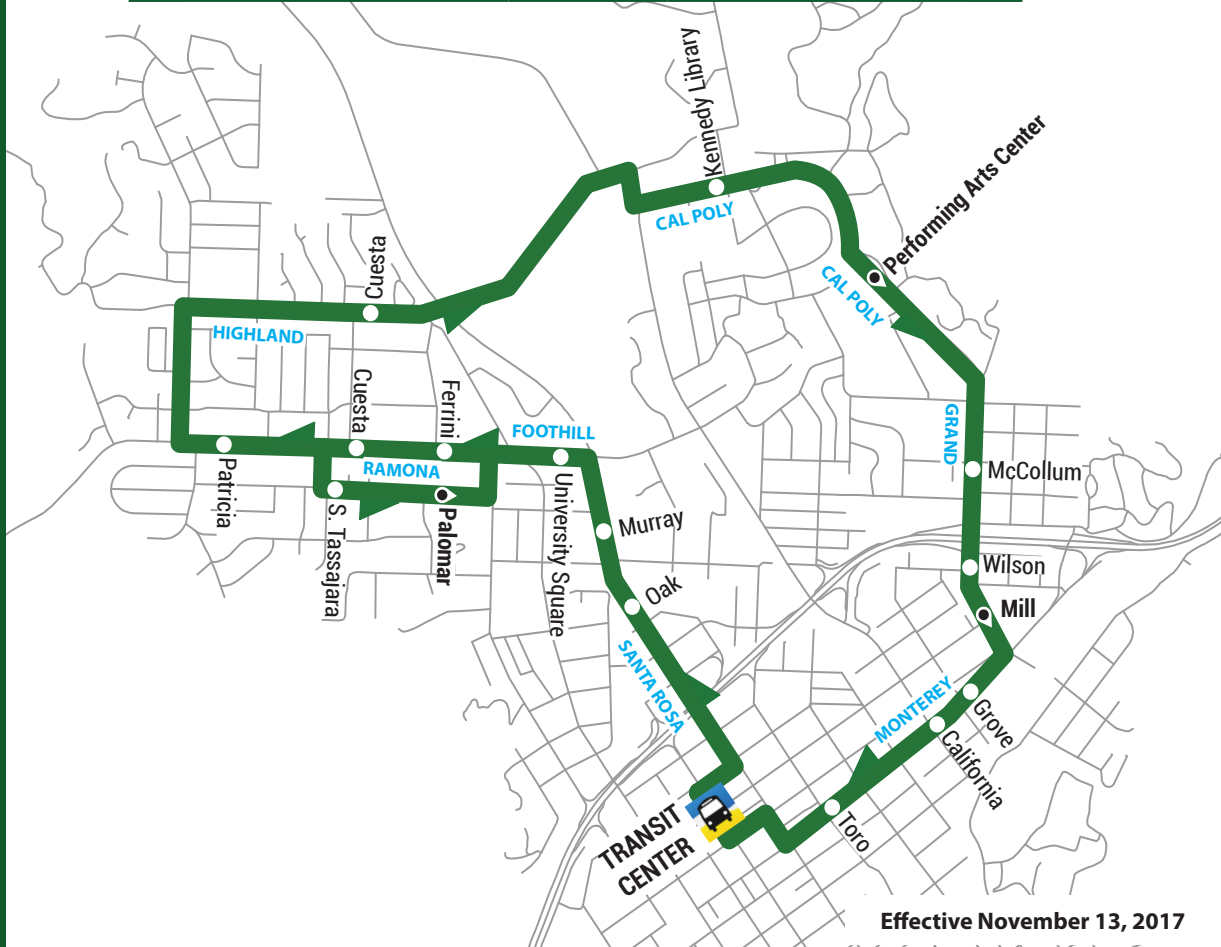 Kennedy Library
Performing Arts Center
CAL POLY
Cuesta
CAL POLY
HIGHLAND
Cuesta
Ferrini
FOOTHILL
GRAND
RAMONA
McCollum
Patricia
S. Tassajara
Palomar
University Square
Murray
Wilson
Oak
Mill
SANTA ROSA
MONTEREY
Grove
California
TRANSIT
CENTER
Toro
Effective November 13, 2017